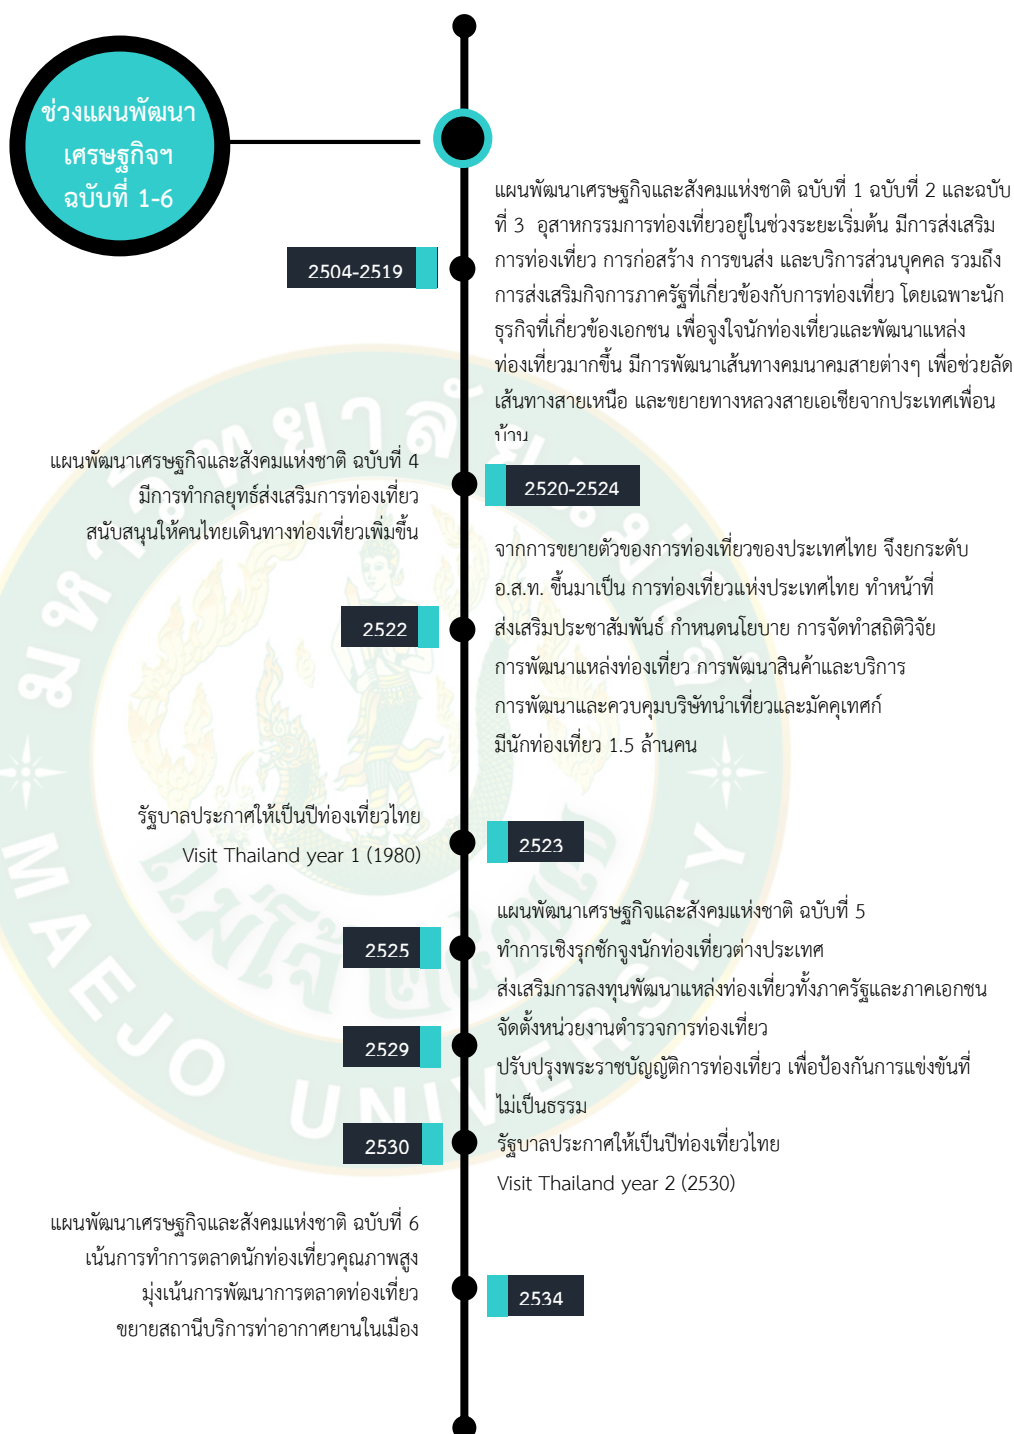 ช่วงแผนพัฒนา
เศรษฐกิจฯ
ฉบับที่ 1-6
2504-2519
แผนพัฒนาเศรษฐกิจและสังคมแห่งชาติ ฉบับที่ 1 ฉบับที่ 2 และฉบับ
ที่ 3 อุสาหกรรมการท่องเที่ยวอยู่ในช่วงระยะเริ่มต้น มีการส่งเสริม
การท่องเที่ยว การก่อสร้าง การขนส่ง และบริการส่วนบุคคล รวมถึง
การส่งเสริมกิจการภาครัฐที่เกี่ยวข้องกับการท่องเที่ยว โดยเฉพาะนัก
ธุรกิจที่เกี่ยวข้องเอกชน เพื่อจูงใจนักท่องเที่ยวและพัฒนาแหล่ง
ท่องเที่ยวมากขึ้น มีการพัฒนาเส้นทางคมนาคมสายต่างๆ เพื่อช่วยลัด
เส้นทางสายเหนือ และขยายทางหลวงสายเอเชียจากประเทศเพื่อน
บ้าน
แผนพัฒนาเศรษฐกิจและสังคมแห่งชาติ ฉบับที่ 4
มีการทำกลยุทธ์ส่งเสริมการท่องเที่ยว
สนับสนุนให้คนไทยเดินทางท่องเที่ยวเพิ่มขึ้น
2520-2524
2522
จากการขยายตัวของการท่องเที่ยวของประเทศไทย จึงยกระดับ
อ.ส.ท. ขึ้นมาเป็น การท่องเที่ยวแห่งประเทศไทย ทำหน้าที่
ส่งเสริมประชาสัมพันธ์ กำหนดนโยบาย การจัดทำสถิติวิจัย
การพัฒนาแหล่งท่องเที่ยว การพัฒนาสินค้าและบริการ
การพัฒนาและควบคุมบริษัทนำเที่ยวและมัคคุเทศก์
มีนักท่องเที่ยว 1.5 ล้านคน
รัฐบาลประกาศให้เป็นปีท่องเที่ยวไทย
Visit Thailand year 1 (1980)
2523
2525
แผนพัฒนาเศรษฐกิจและสังคมแห่งชาติ ฉบับที่ 5
ทำการเชิงรุกชักจูงนักท่องเที่ยวต่างประเทศ
ส่งเสริมการลงทุนพัฒนาแหล่งท่องเที่ยวทั้งภาครัฐและภาคเอกชน
2529
จัดตั้งหน่วยงานตำรวจการท่องเที่ยว
ปรับปรุงพระราชบัญญัติการท่องเที่ยว เพื่อป้องกันการแข่งขันที่
ไม่เป็นธรรม
2530
รัฐบาลประกาศให้เป็นปีท่องเที่ยวไทย
Visit Thailand year 2 (2530)
แผนพัฒนาเศรษฐกิจและสังคมแห่งชาติ ฉบับที่ 6
เน้นการทำการตลาดนักท่องเที่ยวคุณภาพสูง
มุ่งเน้นการพัฒนาการตลาดท่องเที่ยว
ขยายสถานีบริการท่าอากาศยานในเมือง
2534
มหาวิทยาลัยแม่โจ้
MAEJO UNIVERSITY
แม่โจ้ ๒๔๗๗